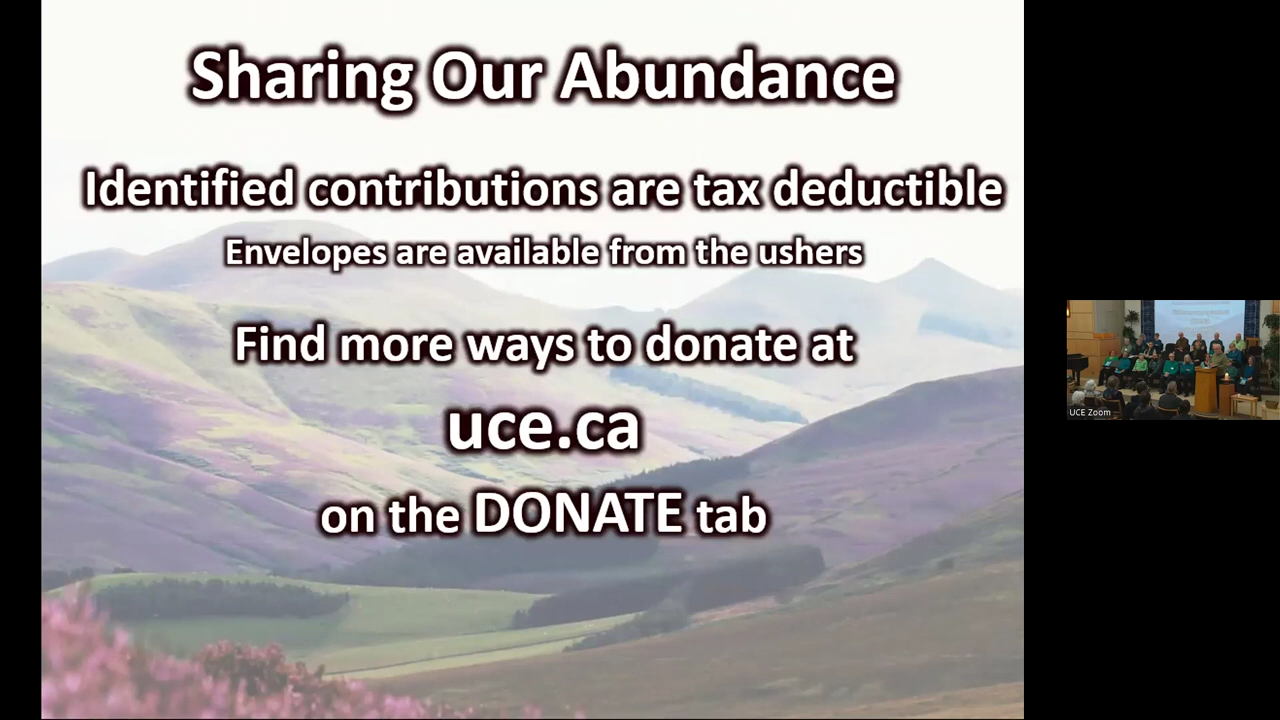 Sharing Our Abundance
Identified contributions are tax deductible
Envelopes are available from the ushers
Find more ways to donate at
uce.ca
on the DONATE tab
UCE Zoom